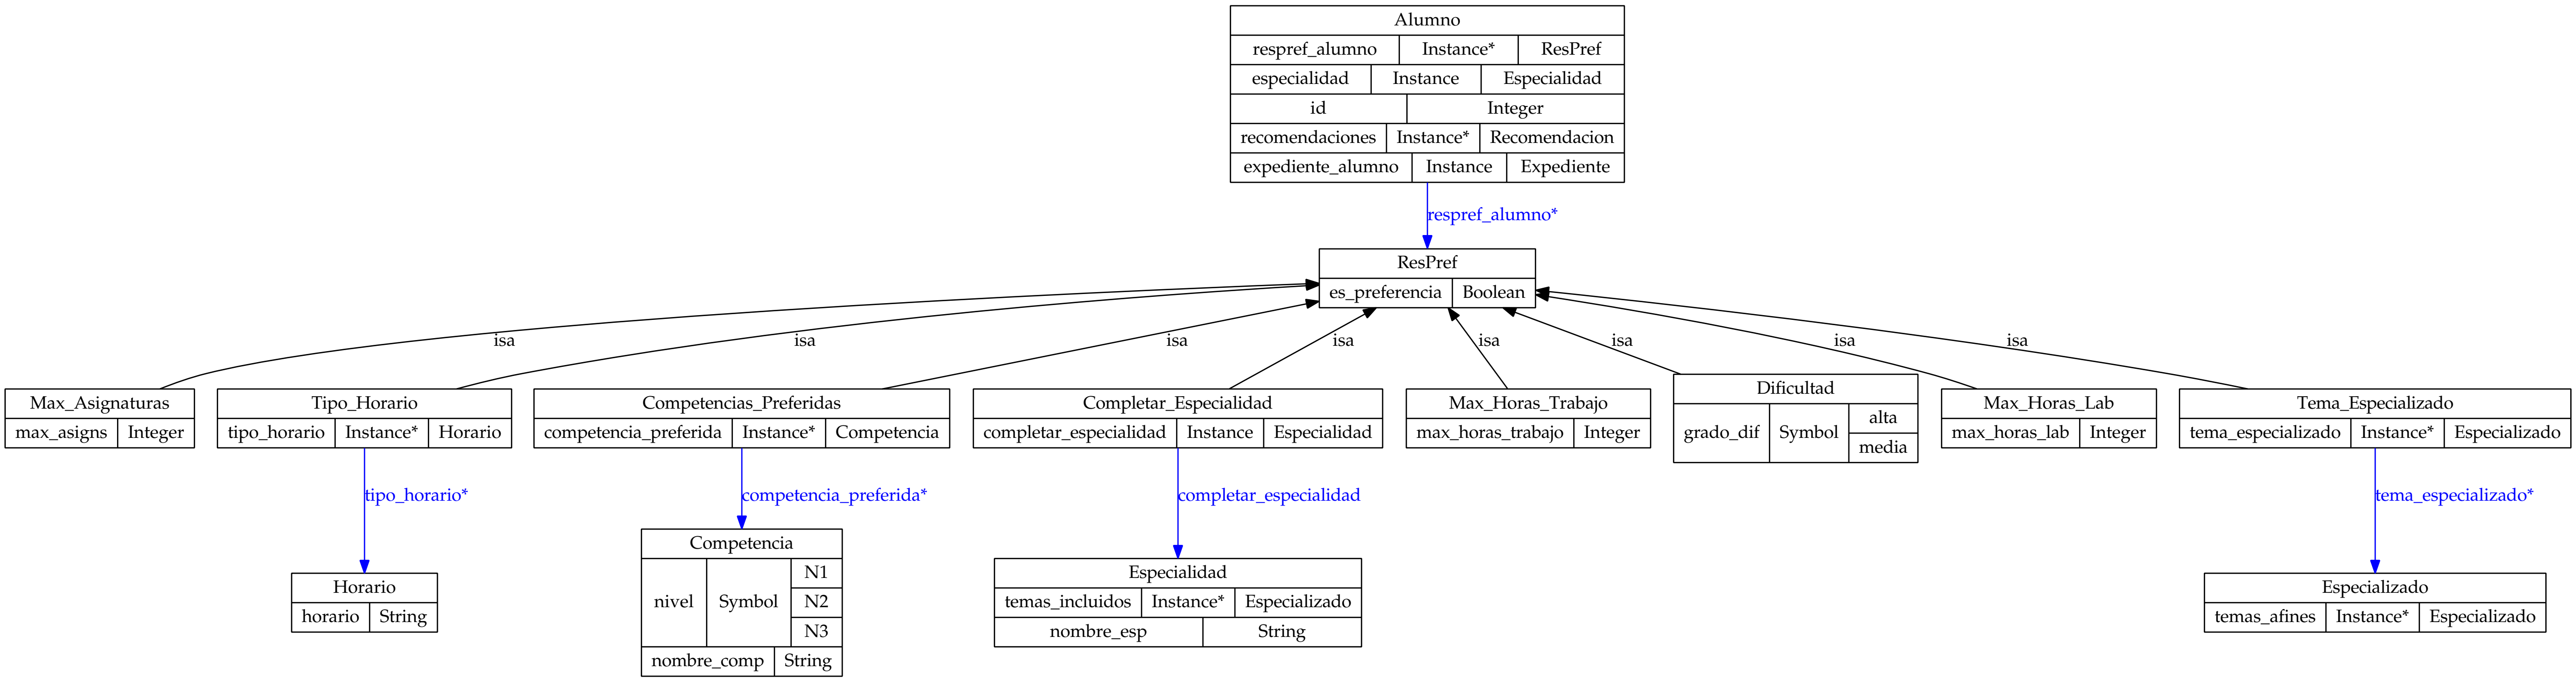 Alumno
respref_alumno Instance* ResPref
especialidad Instance Especialidad
id Integer
recomendaciones Instance* Recomendacion
expediente_alumno Instance Expediente
respref_alumno*
ResPref
es_preferencia Boolean
isa isa isa isa isa isa isa isa
Max_Asignaturas
max_asigns Integer
Tipo_Horario
tipo_horario Instance* Horario
Competencias_Preferidas
competencia_preferida Instance* Competencia
Completar_Especialidad
completar_especialidad Instance Especialidad
Max_Horas_Trabajo
max_horas_trabajo Integer
Dificultad
grado_dif Symbol alta
media
Max_Horas_Lab
max_horas_lab Integer
Tema_Especializado
tema_especializado Instance* Especializado
tipo_horario* competencia_preferida* completar_especialidad tema_especializado*
Horario
horario String
Competencia
nivel Symbol N1
N2
N3
nombre_comp String
Especialidad
temas_incluidos Instance* Especializado
nombre_esp String
Especializado
temas_afines Instance* Especializado